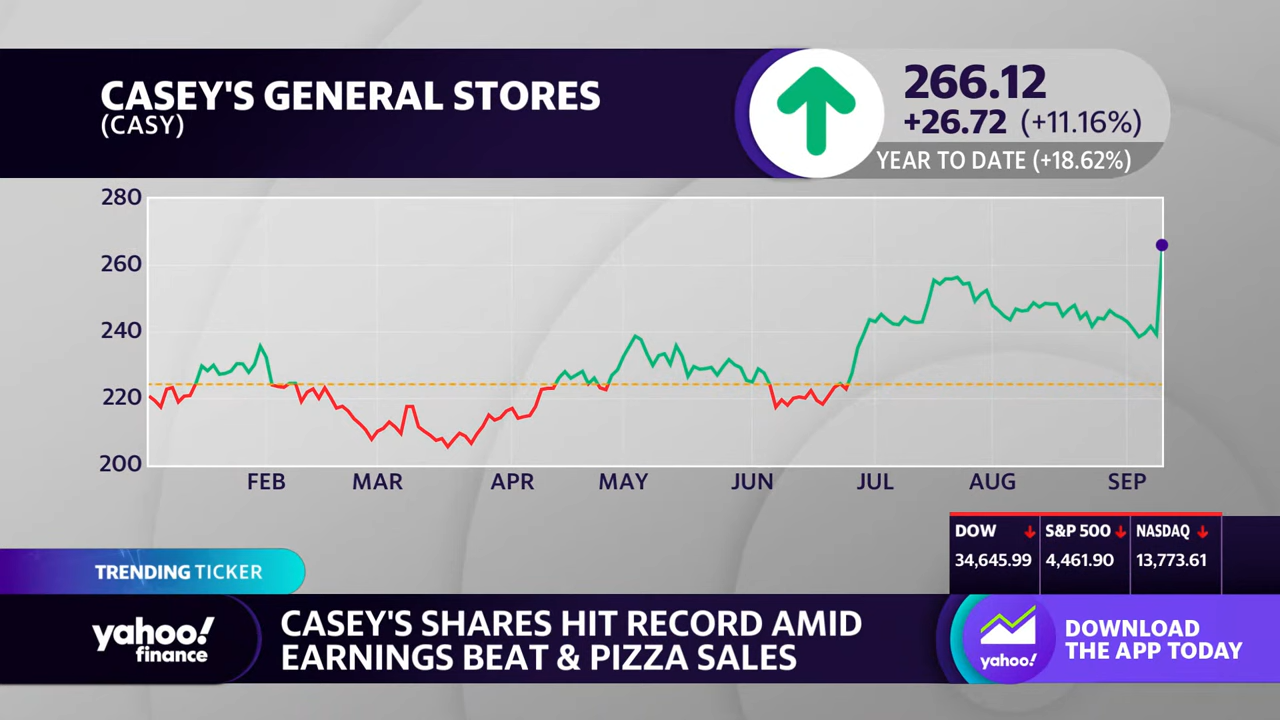 CASEY'S GENERAL STORES
(CASY)
266.12
+26.72 (+11.16%)
YEAR TO DATE (+18.62%)
280
260
240
220
200
FEB MAR APR MAY JUN JUL AUG SEP
DOW S&P 500 NASDAQ
34,645.99 4,461.90 13,773.61
TRENDING TICKER
yahoo!
finance
CASEY'S SHARES HIT RECORD AMID
EARNINGS BEAT & PIZZA SALES
yahoo!
DOWNLOAD
THE APP TODAY